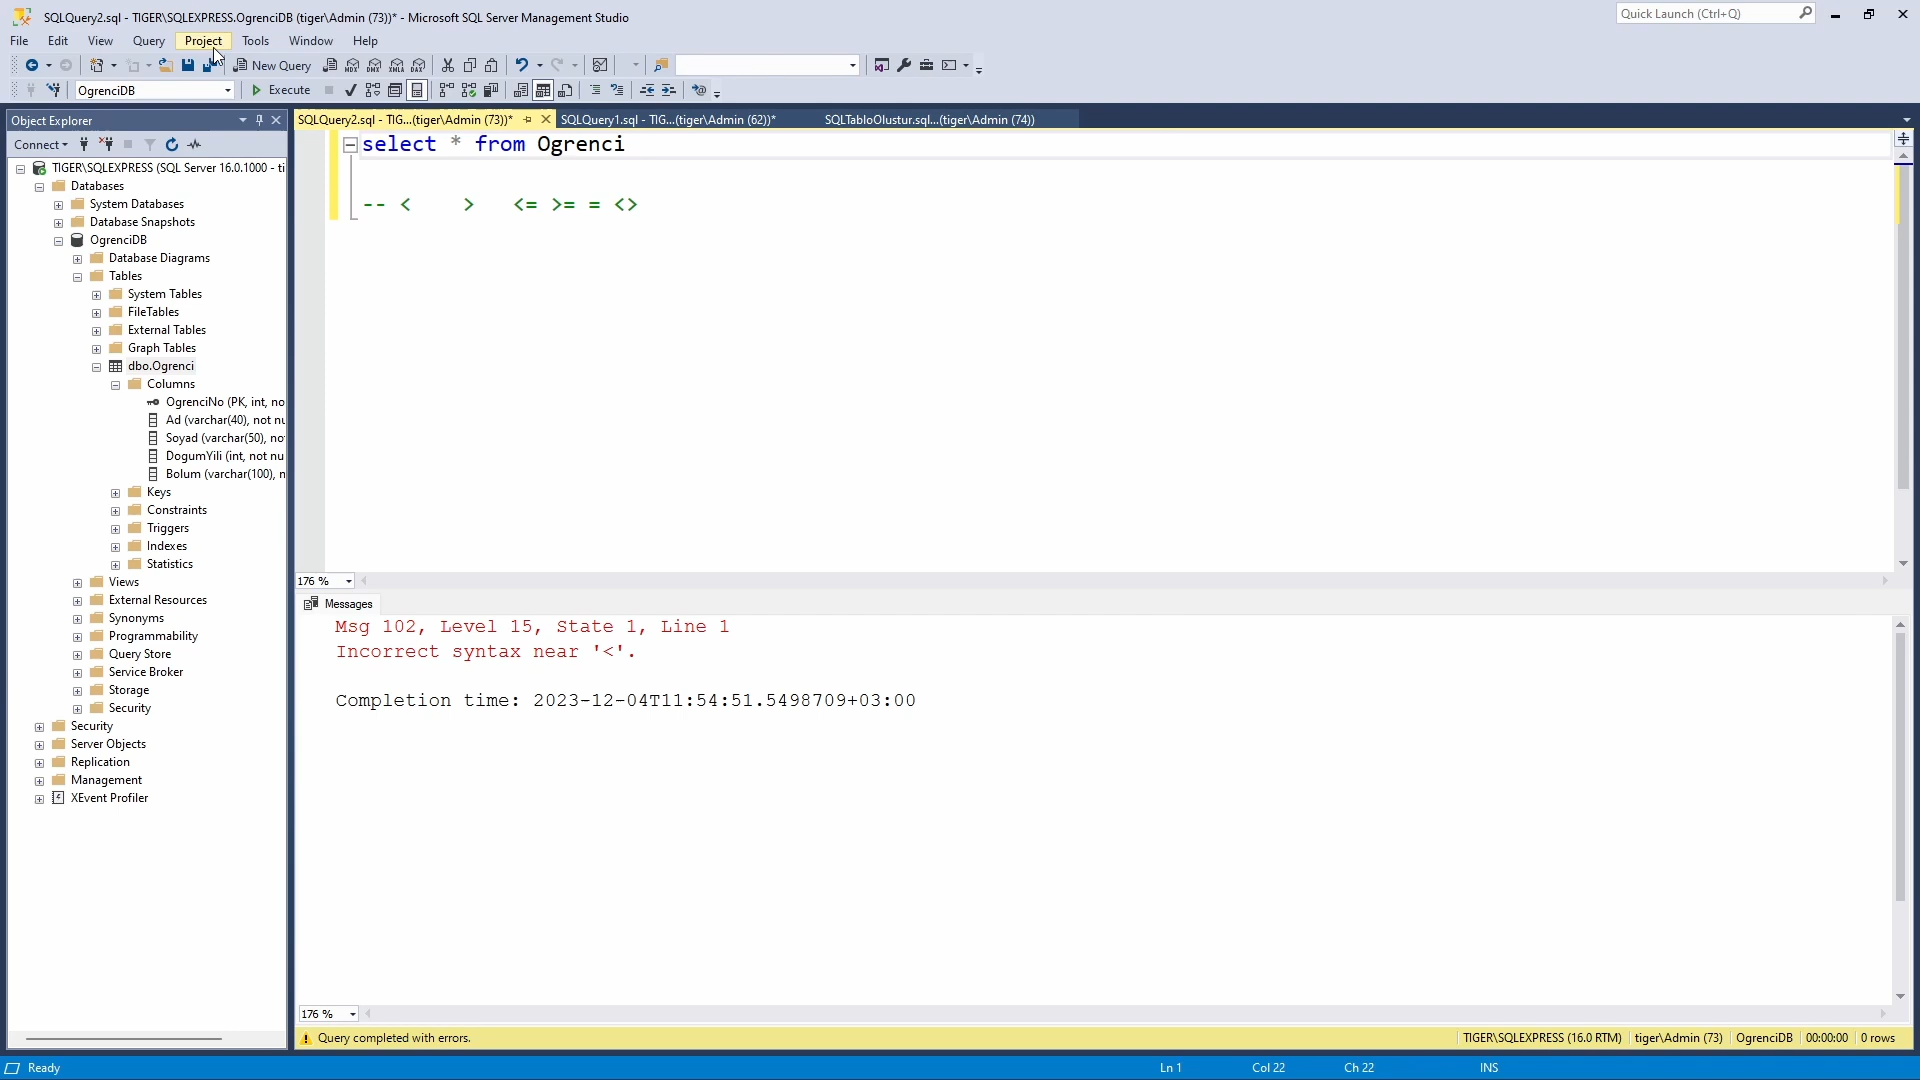 SQLQuery2.sql - TIGER\SQLEXPRESS.OgrenciDB (tiger\Admin (73))* - Microsoft SQL Server Management Studio
Quick Launch (Ctrl+Q)
File Edit View Query Project Tools Window Help
New Query
OgrenciDB
Execute
Object Explorer
SQLQuery2.sql - TIG...(tiger\Admin (73))*
SQLQuery1.sql - TIG...(tiger\Admin (62))*
SQLTabloOlustur.sql...(tiger\Admin (74))
Connect
TIGER\SQLEXPRESS (SQL Server 16.0.1000 - ti
Databases
System Databases
Database Snapshots
OgrenciDB
Database Diagrams
Tables
System Tables
FileTables
External Tables
Graph Tables
dbo.Ogrenci
Columns
OgrenciNo (PK, int, no
Ad (varchar(40), not nu
Soyad (varchar(50), no
DogumYili (int, not nu
Bolum (varchar(100), n
Keys
Constraints
Triggers
Indexes
Statistics
Views
External Resources
Synonyms
Programmability
Query Store
Service Broker
Storage
Security
Security
Server Objects
Replication
Management
XEvent Profiler
select * from Ogrenci
-- < > <= >= = <>
176 %
Messages
Msg 102, Level 15, State 1, Line 1
Incorrect syntax near '<'.
Completion time: 2023-12-04T11:54:51.5498709+03:00
176 %
Query completed with errors.
TIGER\SQLEXPRESS (16.0 RTM) tiger\Admin (73) OgrenciDB 00:00:00 0 rows
Ready
Ln 1 Col 22 Ch 22 INS